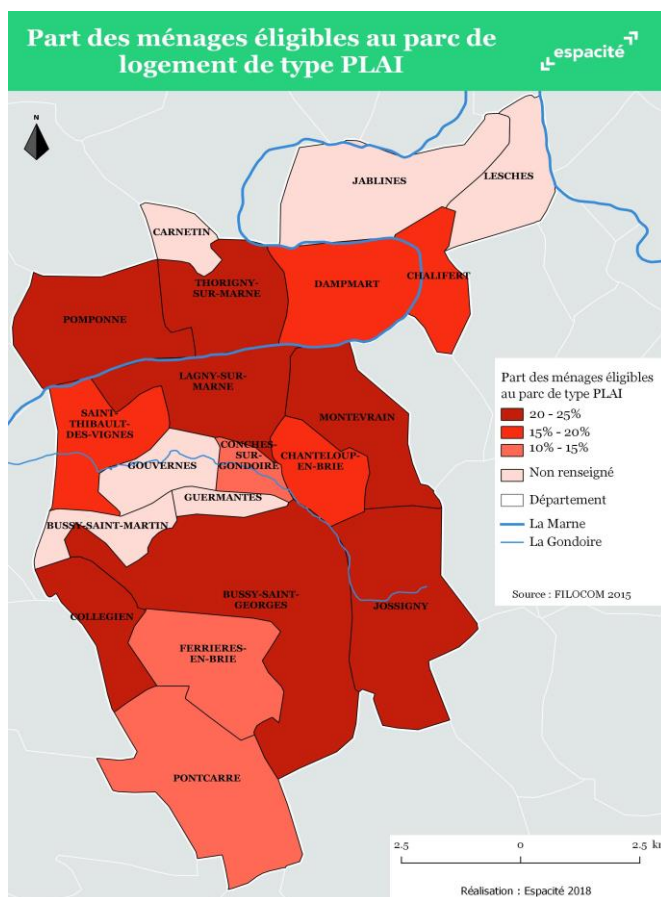 Part des ménages éligibles au parc de
logement de type PLAI
espacité
N
JABLINES
LESCHES
CARNETIN
THORIGNY-
SUR-MARNE
DAMPMART
CHALIFERT
POMPONNE
LAGNY-SUR-
MARNE
MONTEVRAIN
SAINT-
THIBAULT-
DES-VIGNES
CONCHES-
SUR-
GONDOIRE
CHANTELOUP-
EN-BRIE
GOUVERNES
GUERMANTES
BUSSY-SAINT-MARTIN
BUSSY-SAINT-
GEORGES
JOSSIGNY
COLLEGIEN
FERRIERES-
EN-BRIE
PONTCARRE
Part des ménages éligibles
au parc de type PLAI
20 - 25%
15% - 20%
10% - 15%
Non renseigné
Département
La Marne
La Gondoire
Source : FILOCOM 2015
2.5 0 2.5 k
Réalisation : Espacité 2018